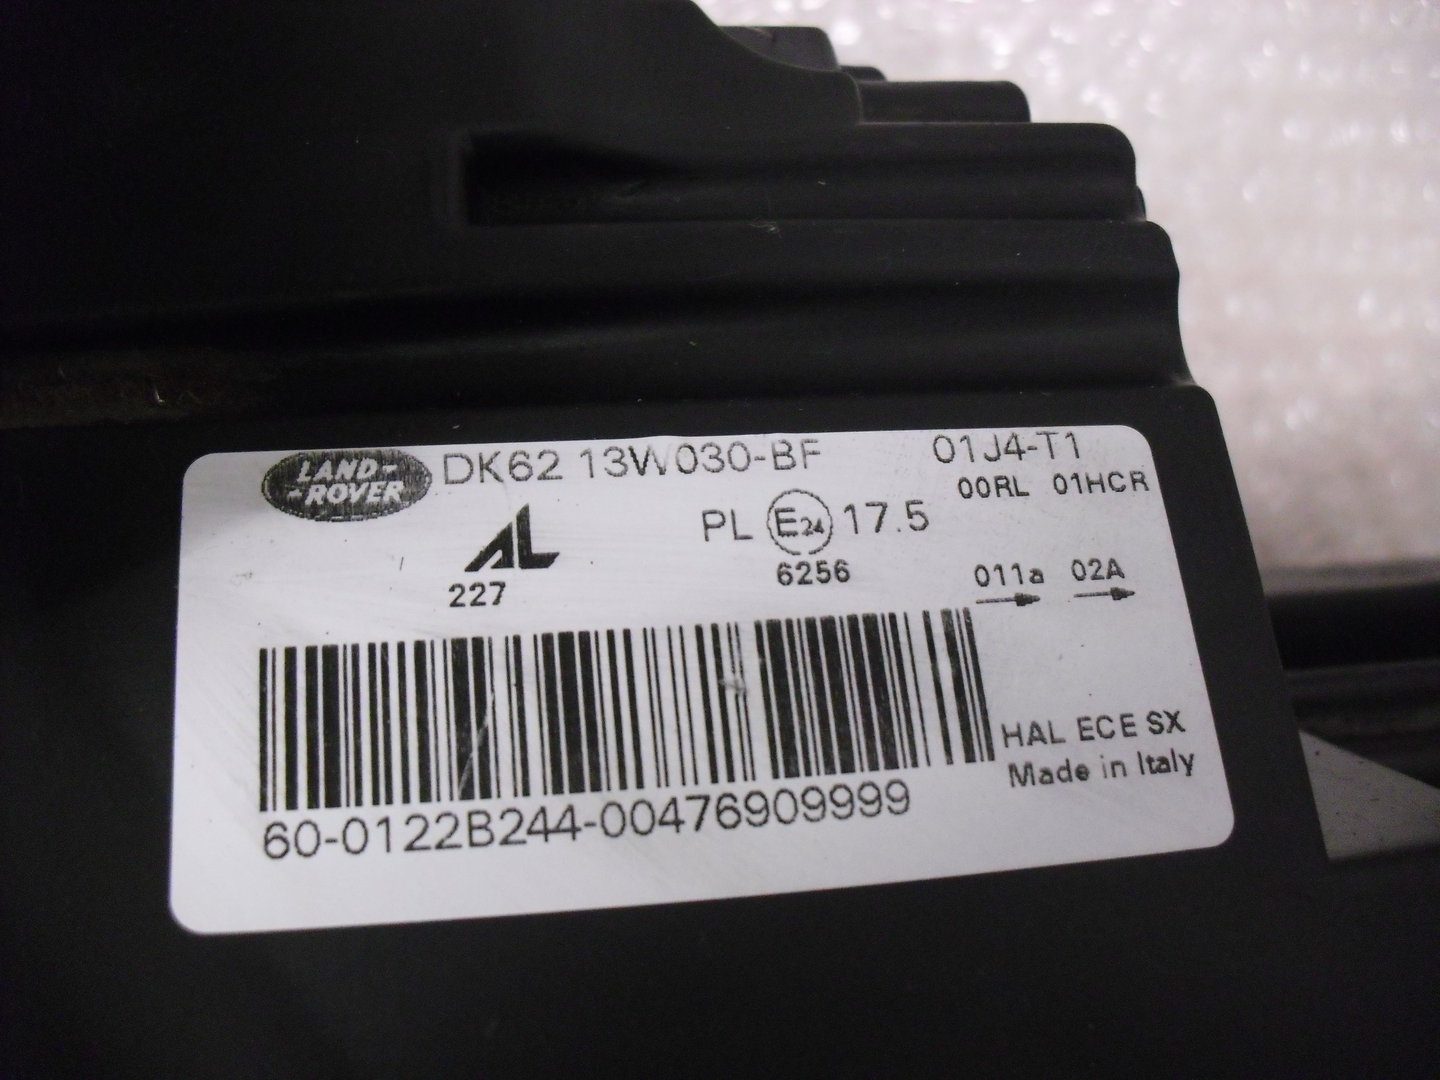 LAND-
-ROVER
DK62 13W030-BF
01J4-T1
00RL 01HCR
AL
PL E24 17.5
227
6256
011a 02A
HAL ECE SX
Made in Italy
60-0122B244-00476909999